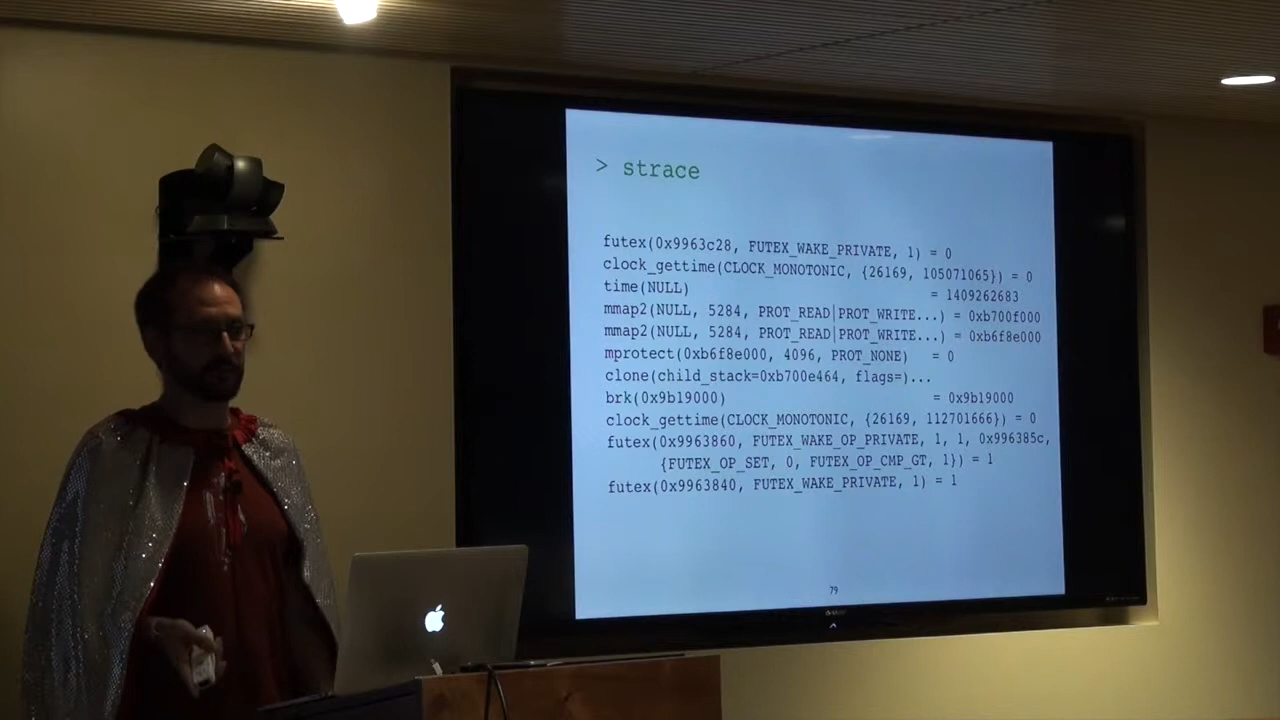 > strace
futex(0x9963c28, FUTEX_WAKE_PRIVATE, 1) = 0
clock_gettime(CLOCK_MONOTONIC, {26169, 105071065}) = 0
time(NULL) = 1409262683
mmap2(NULL, 5284, PROT_READ|PROT_WRITE...) = 0xb700f000
mmap2(NULL, 5284, PROT_READ|PROT_WRITE...) = 0xb6f8e000
mprotect(0xb6f8e000, 4096, PROT_NONE) = 0
clone(child_stack=0xb700e464, flags=)...
brk(0x9b19000) = 0x9b19000
clock_gettime(CLOCK_MONOTONIC, {26169, 112701666}) = 0
futex(0x9963860, FUTEX_WAKE_OP_PRIVATE, 1, 1, 0x996385c,
{FUTEX_OP_SET, 0, FUTEX_OP_CMP_GT, 1}) = 1
futex(0x9963840, FUTEX_WAKE_PRIVATE, 1) = 1
79